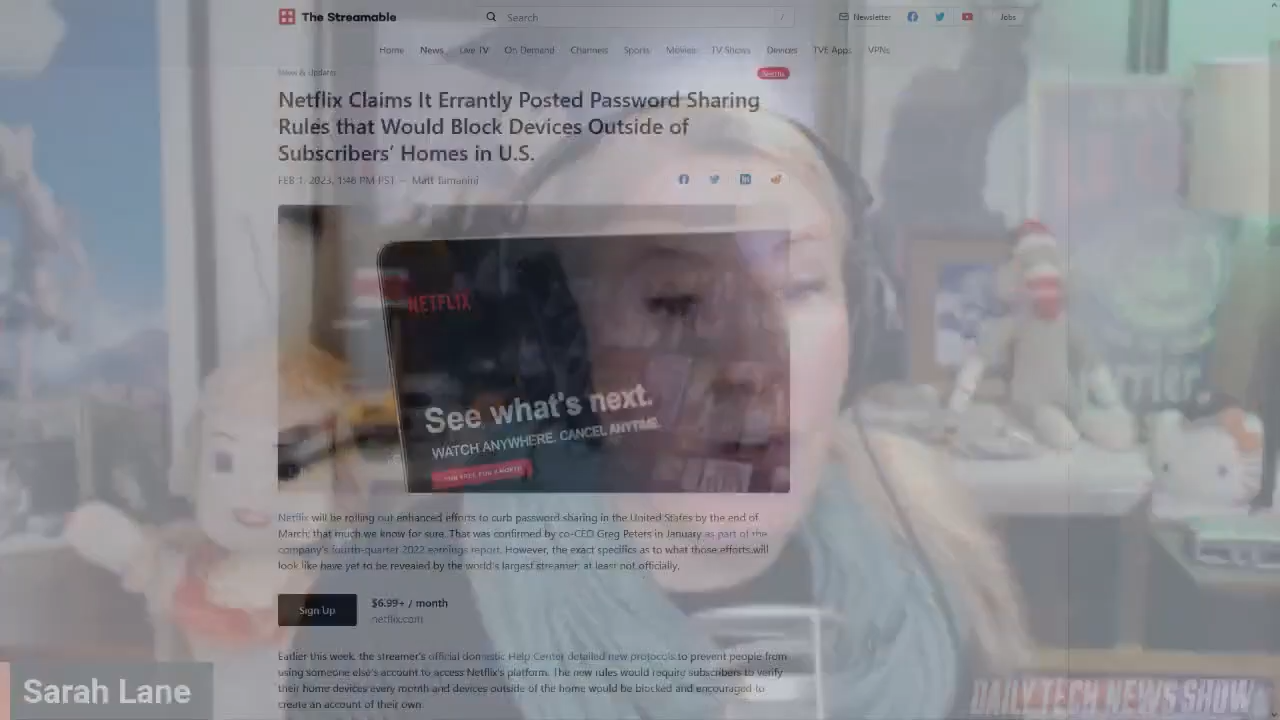 The Streamable
Search
/
Newsletter
Jobs
Home
News
Live TV
On Demand
Channels
Sports
Movies
TV Shows
Devices
TVE Apps
VPNs
News & Updates
Netflix
Netflix Claims It Errantly Posted Password Sharing
Rules that Would Block Devices Outside of
Subscribers’ Homes in U.S.
FEB 1, 2023, 1:48 PM PST — Matt Tamanini
NETFLIX
See what's next.
WATCH ANYWHERE. CANCEL ANYTIME.
JOIN FREE FOR A MONTH
Netflix will be rolling out enhanced efforts to curb password sharing in the United States by the end of
March; that much we know for sure. That was confirmed by co-CEO Greg Peters in January as part of the
company's fourth-quarter 2022 earnings report. However, the exact specifics as to what those efforts will
look like have yet to be revealed by the world's largest streamer; at least not officially.
Sign Up
$6.99+ / month
netflix.com
Earlier this week, the streamer's official domestic Help Center detailed new protocols to prevent people from
using someone else's account to access Netflix's platform. The new rules would require subscribers to verify
their home devices every month and devices outside of the home would be blocked and encouraged to
create an account of their own.
Sarah Lane
DAILY TECH NEWS SHOW